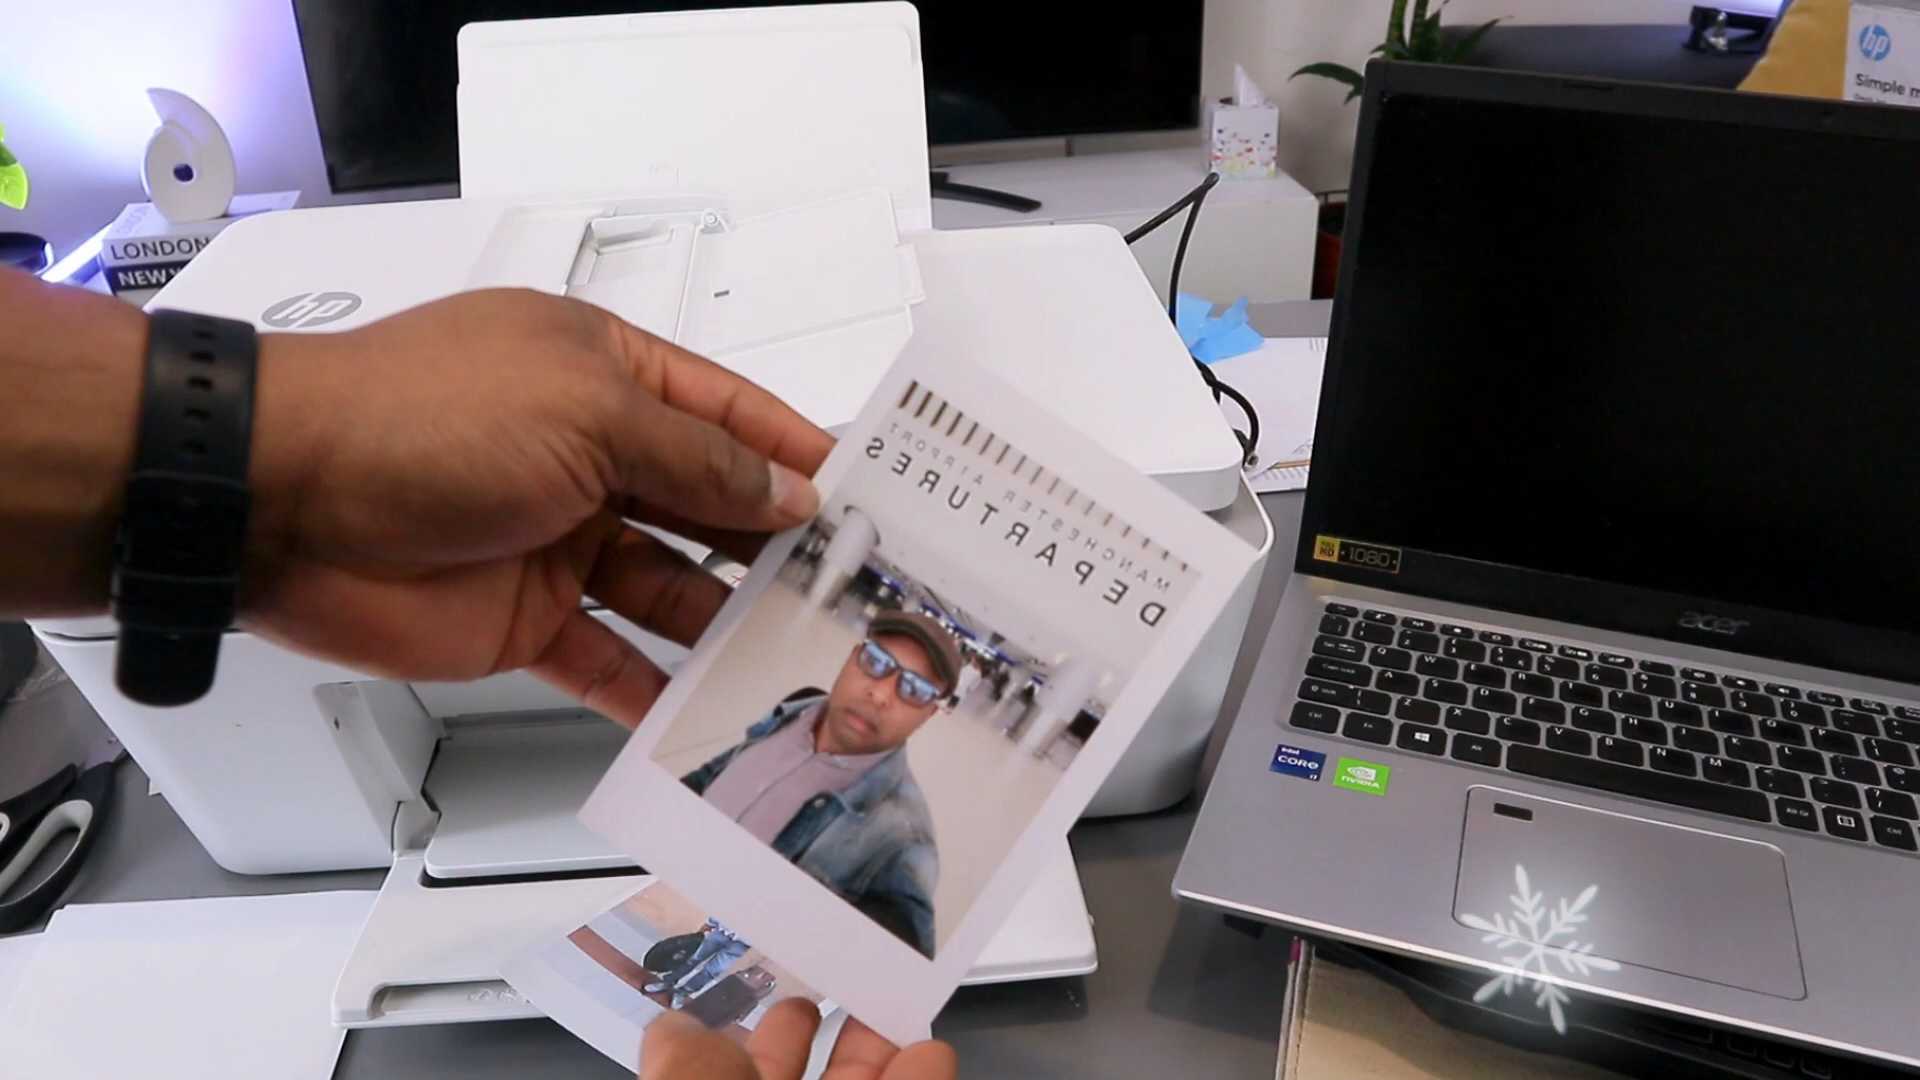 hp
Simple m
LONDON
NEW Y
hp
MANCHESTER AIRPORT
DEPARTURES
FULL HD 1080
acer
intel
CORE
i7
NVIDIA